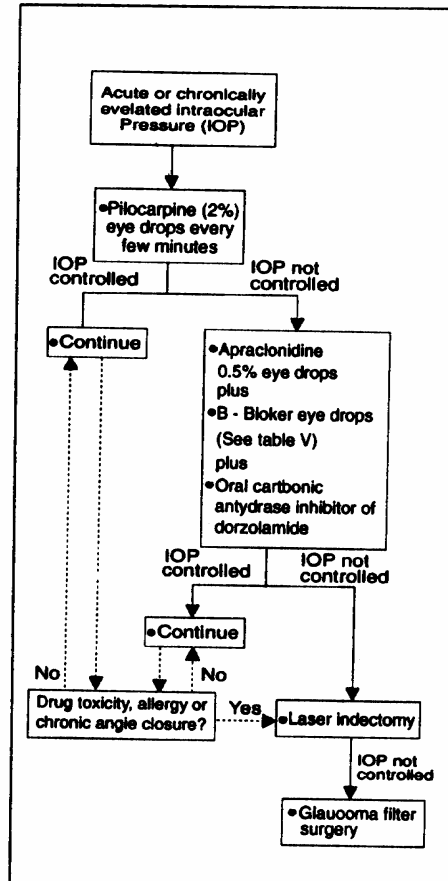 Acute or chronically
evelated intraocular
Pressure (IOP)
●Pilocarpine (2%)
eye drops every
few minutes
IOP
controlled
IOP not
controlled
●Continue
●Apraclonidine
0.5% eye drops
plus
●B - Bloker eye drops
(See table V)
plus
●Oral cartbonic
antydrase inhibitor of
dorzolamide
IOP
controlled
IOP not
controlled
●Continue
No
No
Drug toxicity, allergy or
chronic angle closure?
Yes
●Laser indectomy
IOP not
controlled
●Glauooma filter
surgery